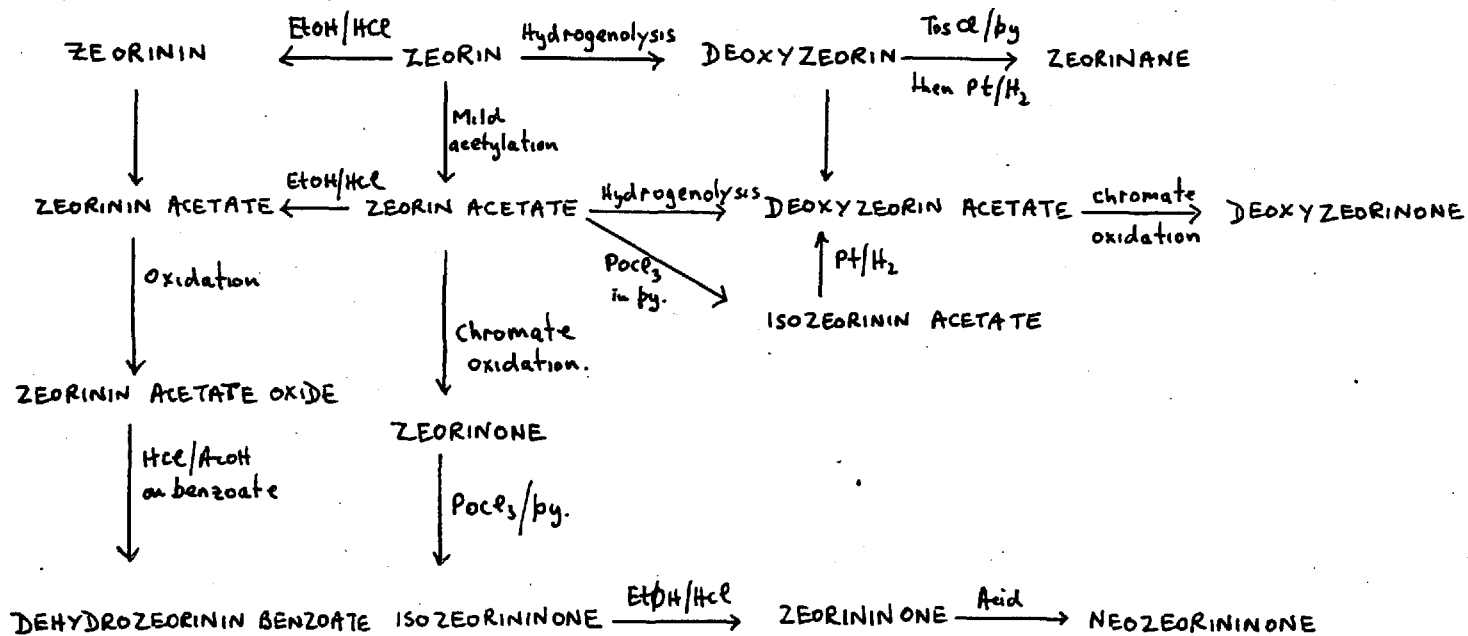 EtOH/HCl Hydrogenolysis Tos Cl/py
ZEORININ ZEORIN DEOXYZEORIN ZEORINANE
then Pt/H2
Mild
acetylation
EtOH/HCl Hydrogenolysis chromate
ZEORININ ACETATE ZEORIN ACETATE DEOXYZEORIN ACETATE DEOXYZEORINONE
oxidation
Pt/H2
POCl3
in py.
Oxidation
ISOZEORININ ACETATE
Chromate
oxidation.
ZEORININ ACETATE OXIDE
ZEORINONE
HCl/AcOH
on benzoate
POCl3/py.
EtOH/HCl Acid
DEHYDROZEORININ BENZOATE ISOZEORININONE ZEORININONE NEOZEORININONE